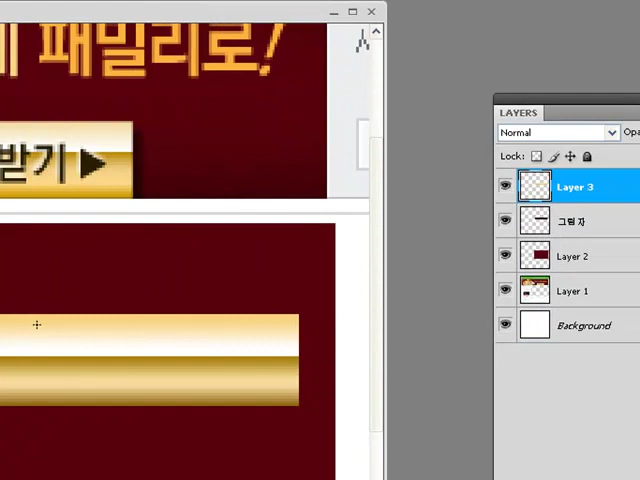 패밀리로!
받기 ▶
LAYERS
Normal
Lock:
Layer 3
그림 자
Layer 2
Layer 1
Background